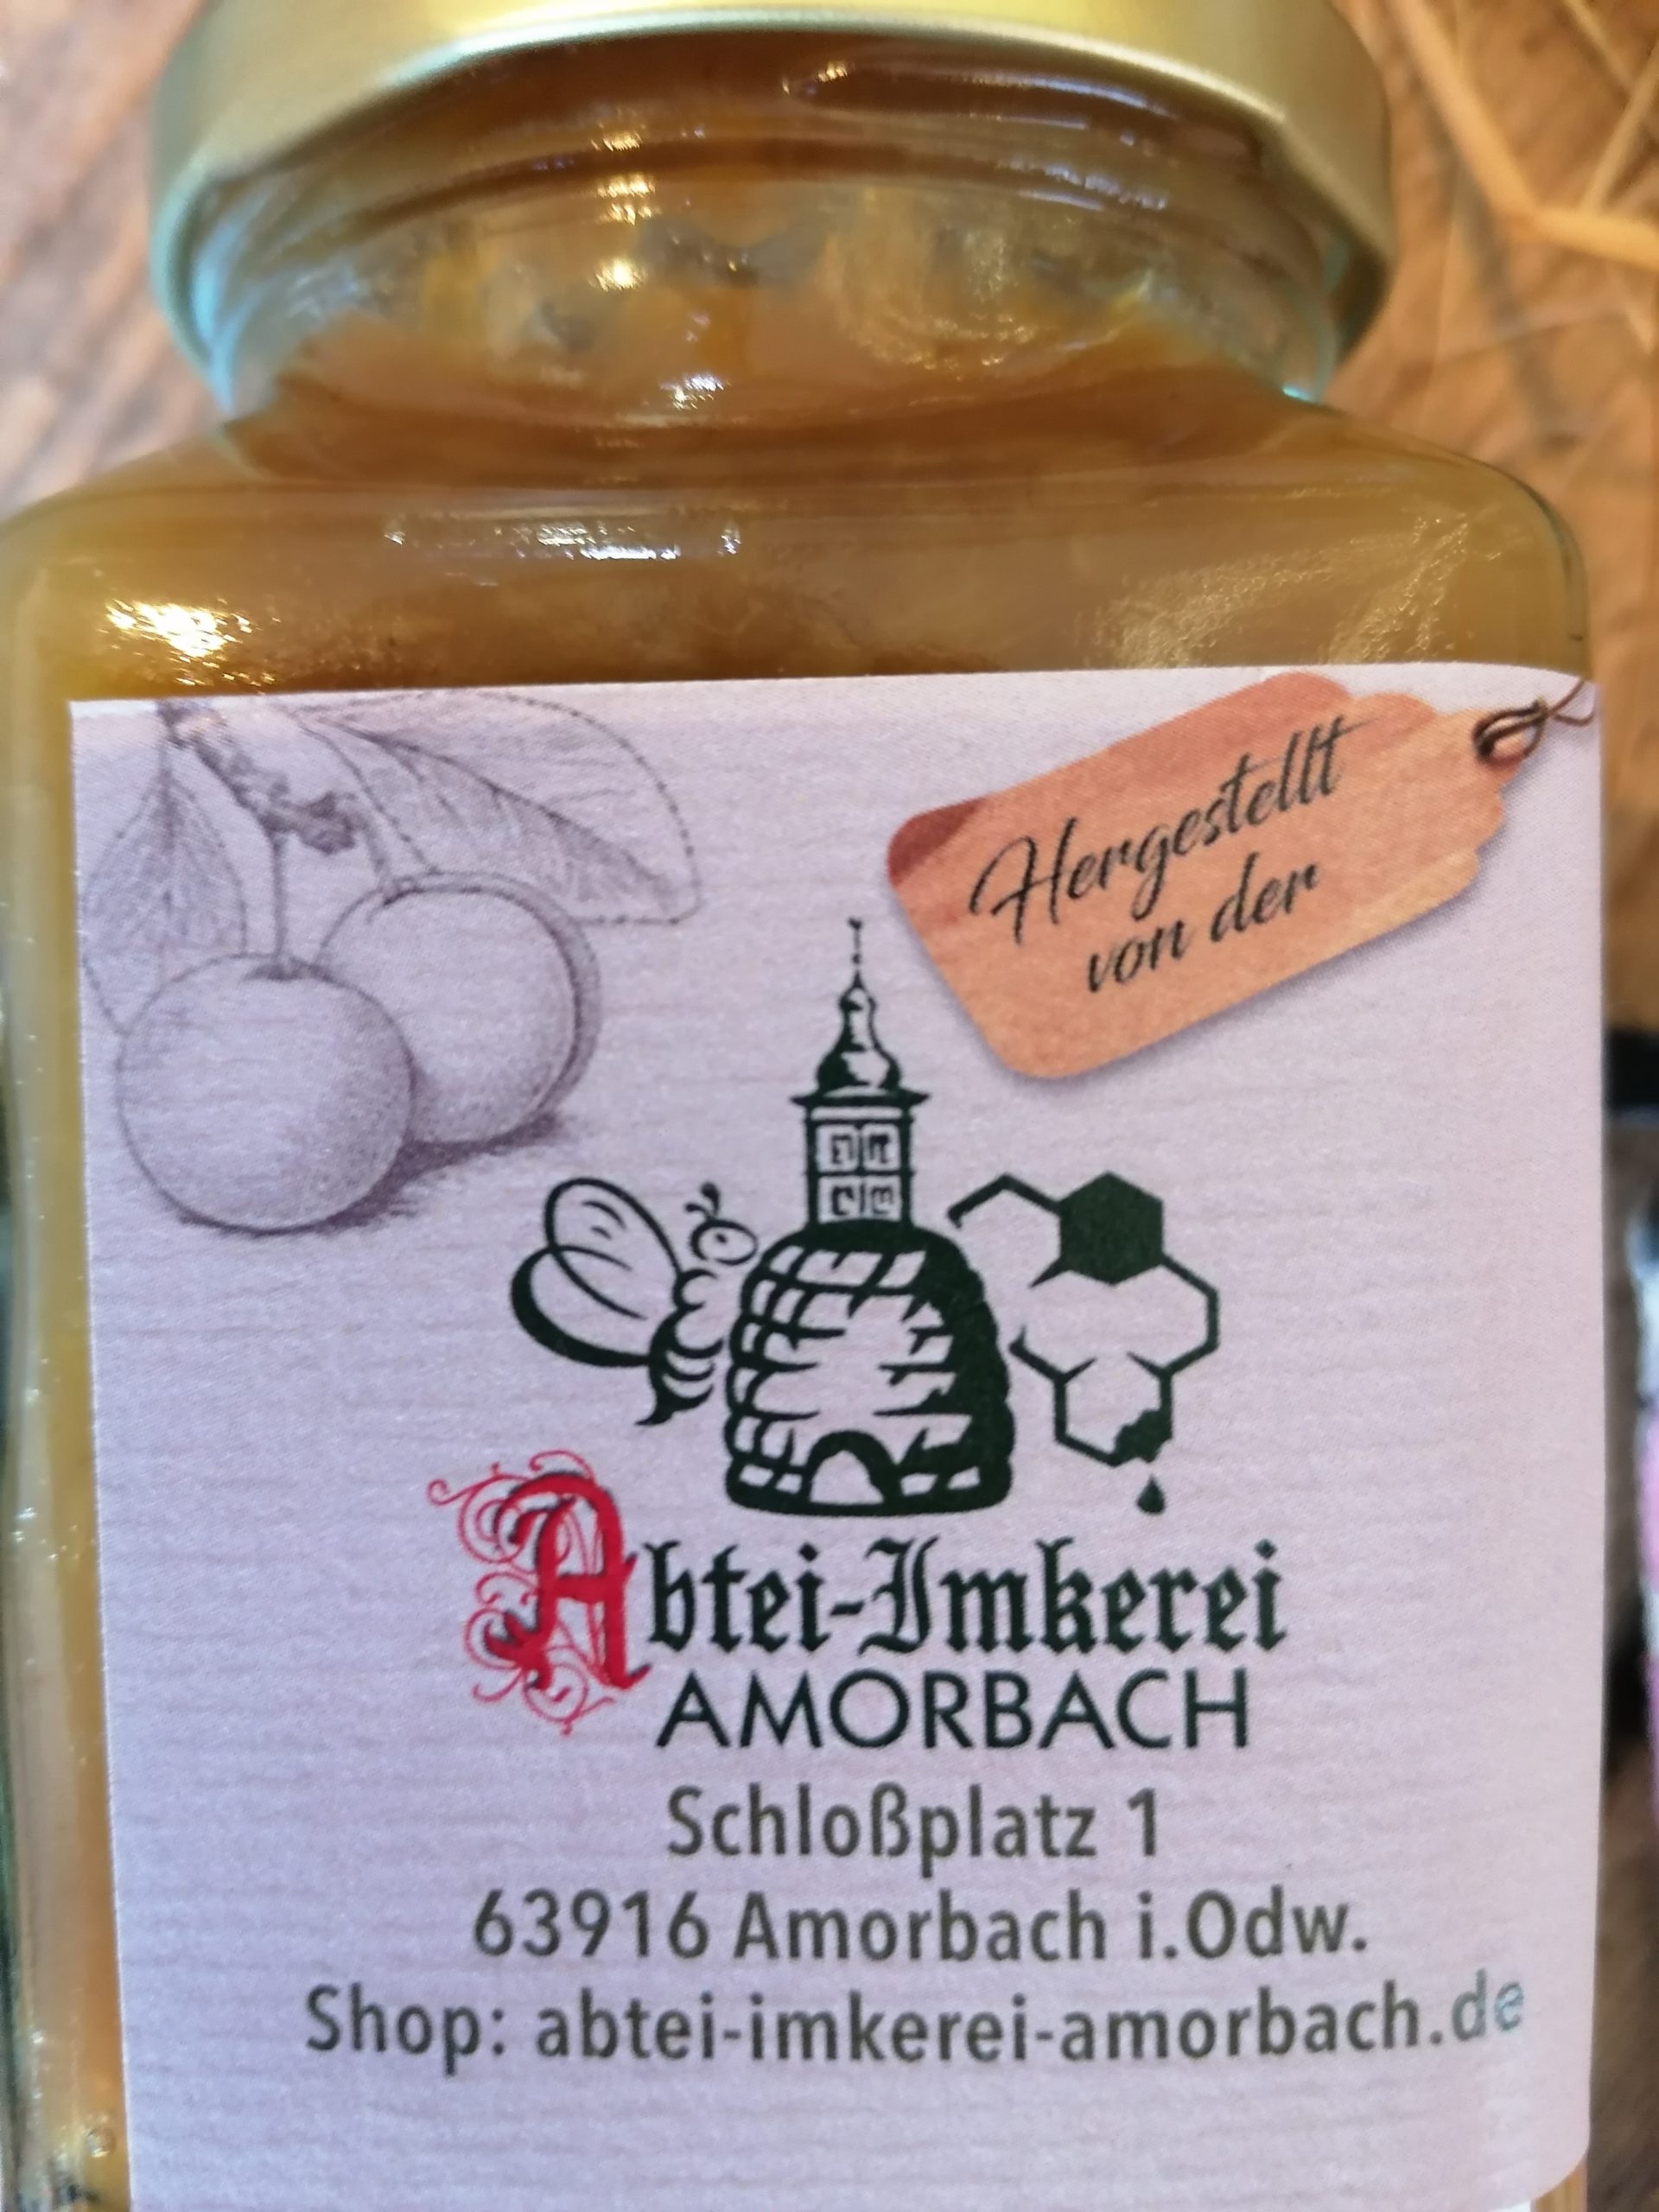 Hergestellt
von der
Abtei-Imkerei
AMORBACH
Schloßplatz 1
63916 Amorbach i.Odw.
Shop: abtei-imkerei-amorbach.de